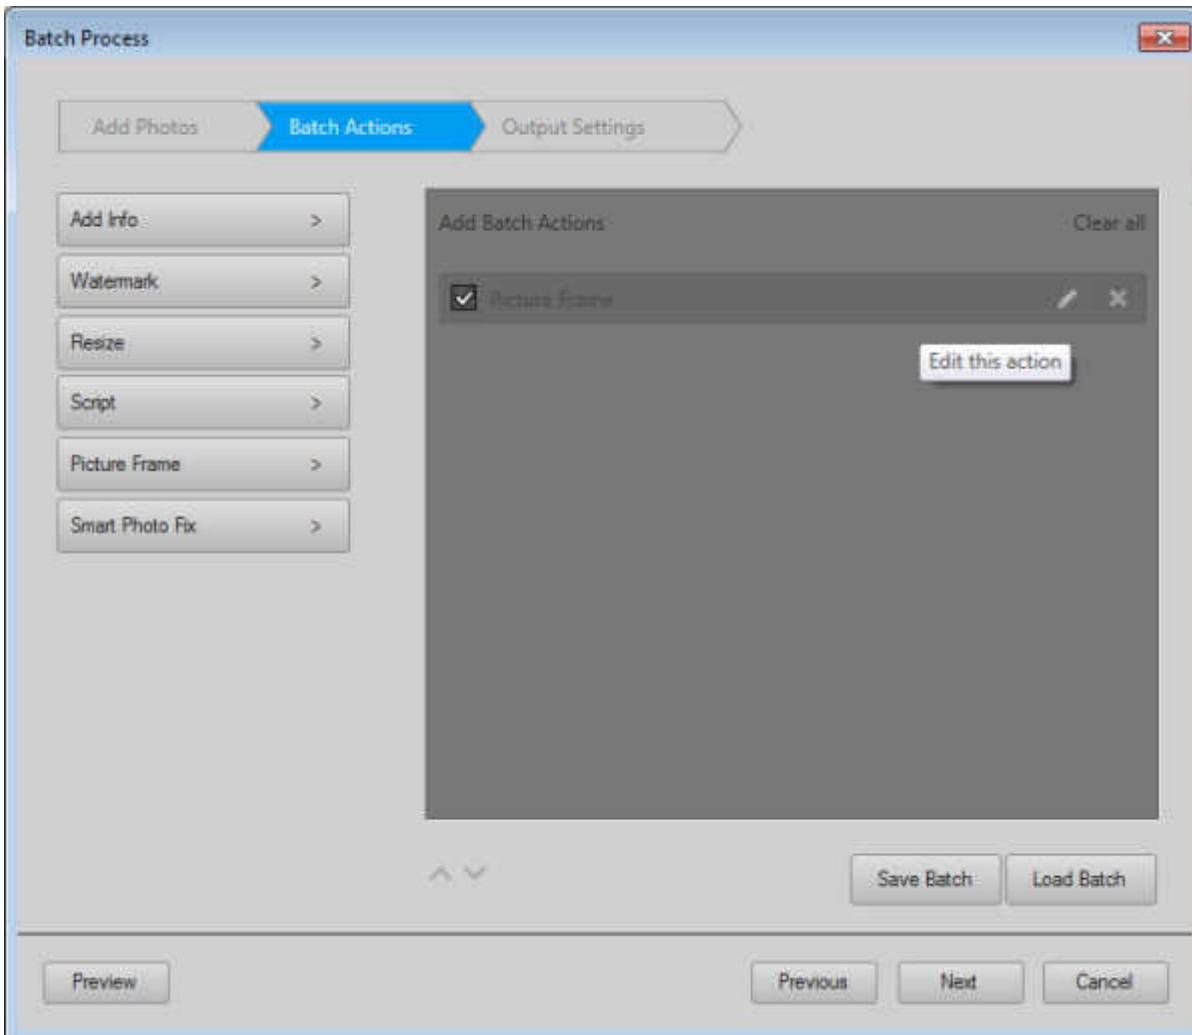 Batch Process
Add Photos
Batch Actions
Output Settings
Add Info >
Watermark >
Resize >
Script >
Picture Frame >
Smart Photo Fix >
Add Batch Actions
Clear all
Picture Frame
Edit this action
Save Batch
Load Batch
Preview
Previous
Next
Cancel